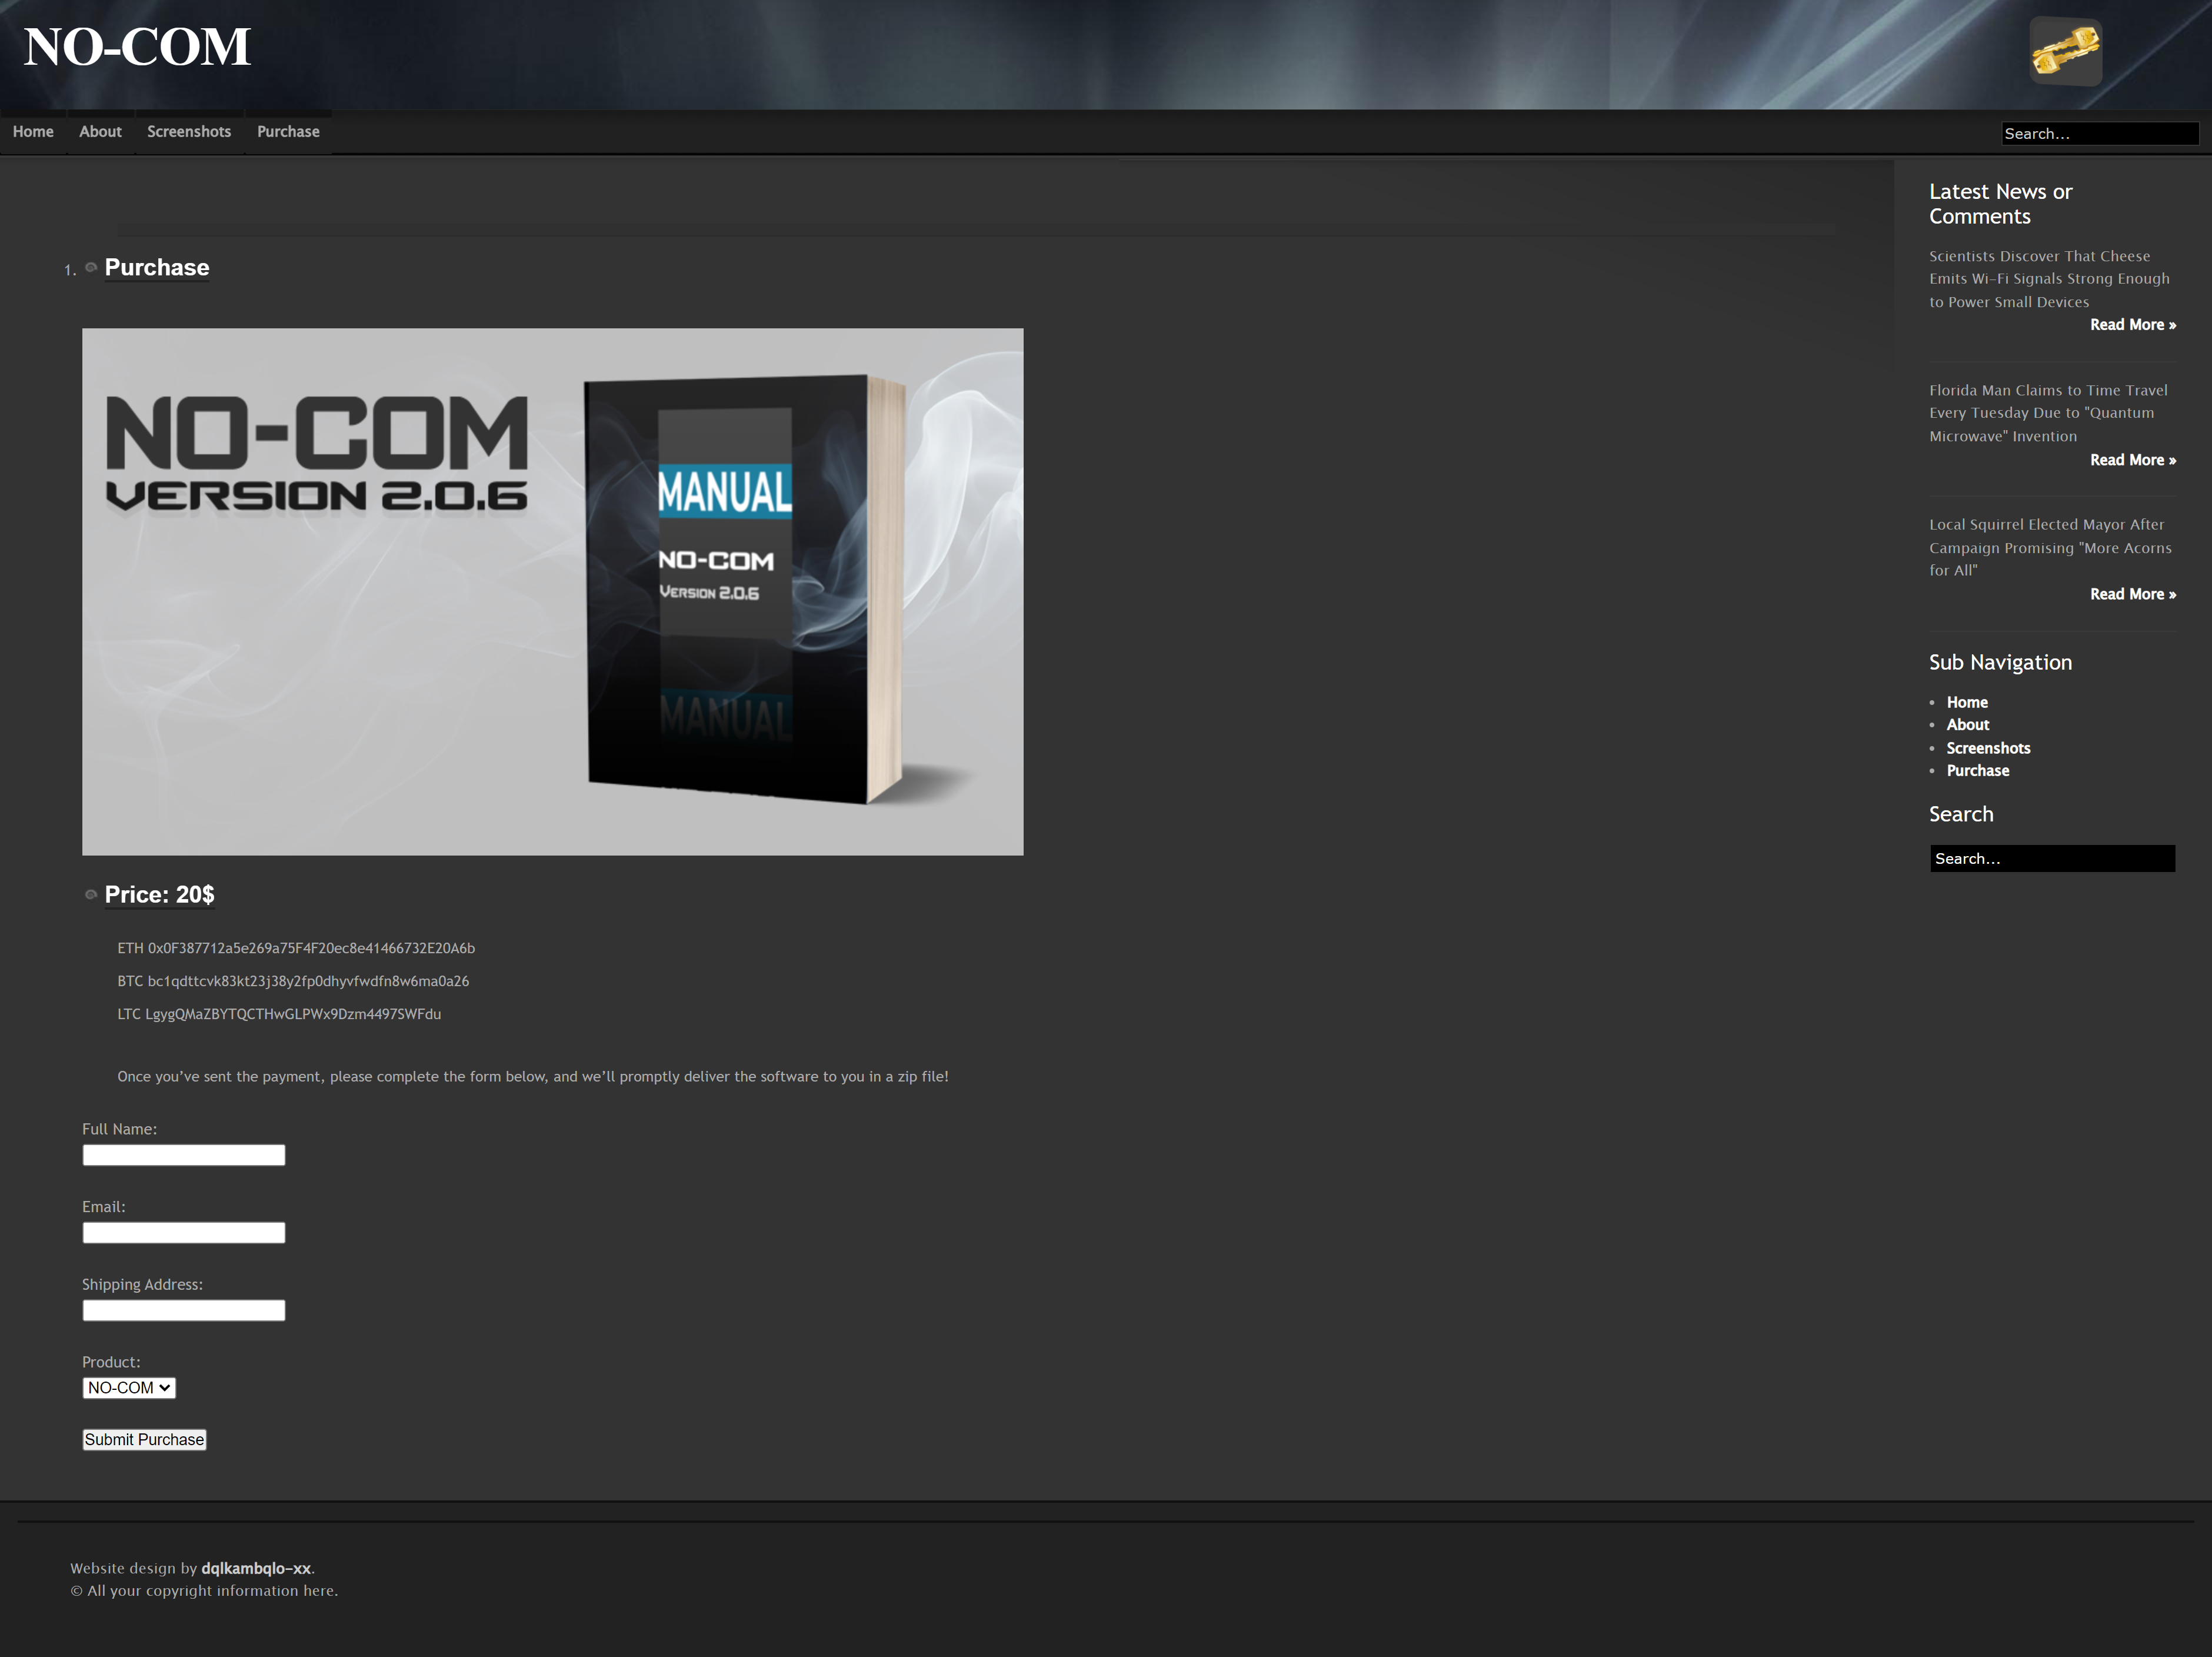 NO-COM
Home
About
Screenshots
Purchase
Search...
1. Purchase
NO-COM
VERSION 2.0.6
MANUAL
NO-COM
VERSION 2.0.6
MANUAL
Price: 20$
ETH 0x0F387712a5e269a75F4F20ec8e41466732E20A6b
BTC bc1qdttcvk83kt23j38y2fp0dhyvfwdfn8w6ma0a26
LTC LgygQMaZBYTQCTHwGLPWx9Dzm4497SWFdu
Once you’ve sent the payment, please complete the form below, and we’ll promptly deliver the software to you in a zip file!
Full Name:
Email:
Shipping Address:
Product:
NO-COM
Submit Purchase
Latest News or
Comments
Scientists Discover That Cheese
Emits Wi-Fi Signals Strong Enough
to Power Small Devices
Read More »
Florida Man Claims to Time Travel
Every Tuesday Due to "Quantum
Microwave" Invention
Read More »
Local Squirrel Elected Mayor After
Campaign Promising "More Acorns
for All"
Read More »
Sub Navigation
Home
About
Screenshots
Purchase
Search
Search...
Website design by dqlkambqlo-xx.
© All your copyright information here.